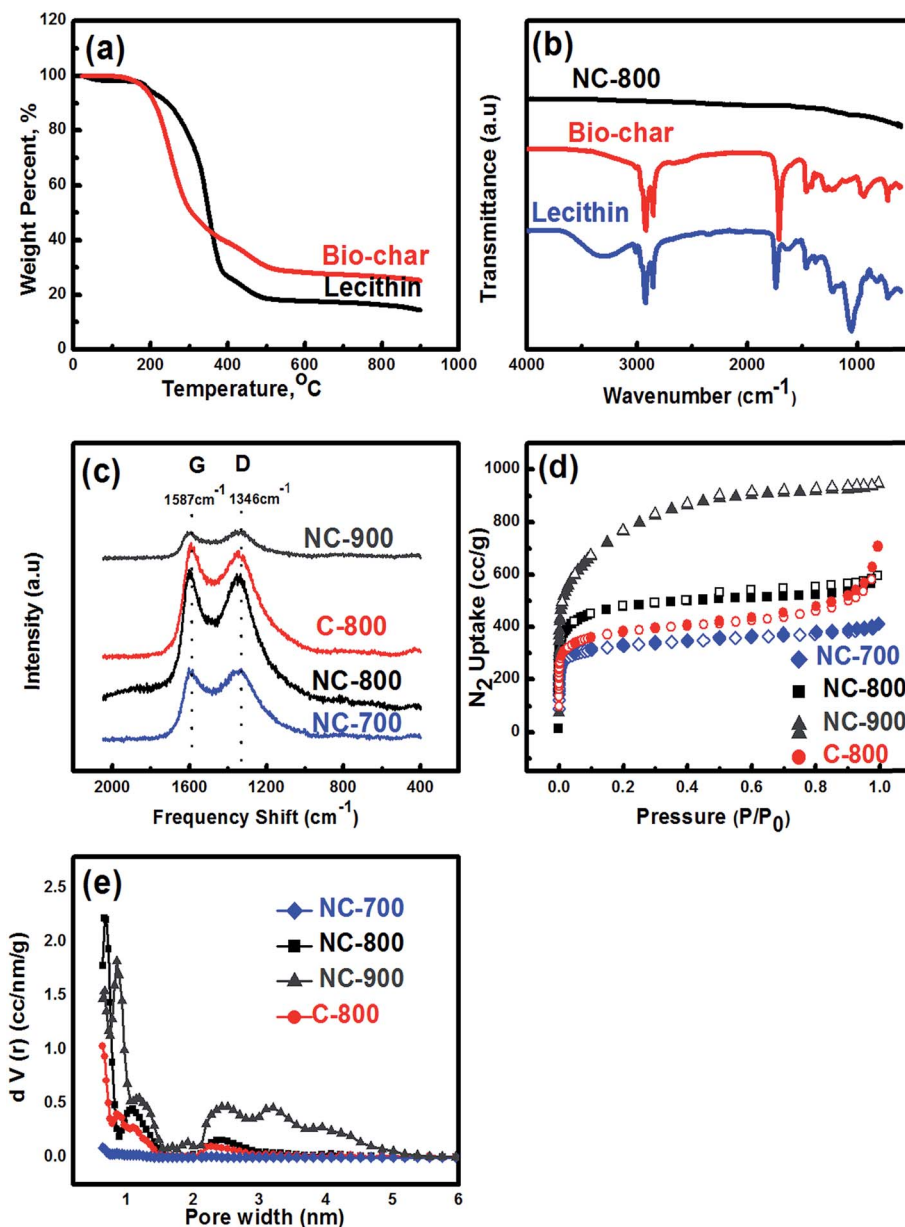 (a)
120
100
80
60
40
20
0
Weight Percent, %
Bio-char
Lecithin
0 200 400 600 800 1000
Temperature,°C
(b)
NC-800
Bio-char
Lecithin
Transmittance (a.u)
4000 3000 2000 1000
Wavenumber (cm-1)
(c)
G D
1587cm-1 1346cm-1
NC-900
C-800
NC-800
NC-700
Intensity (a.u)
2000 1600 1200 800 400
Frequency Shift (cm-1)
(d)
1000
800
600
400
200
0
N2 Uptake (cc/g)
NC-700
NC-800
NC-900
C-800
0.0 0.2 0.4 0.6 0.8 1.0
Pressure (P/P0)
(e)
2.5
2.0
1.5
1.0
0.5
0.0
d V (r) (cc/nm/g)
NC-700
NC-800
NC-900
C-800
1 2 3 4 5 6
Pore width (nm)